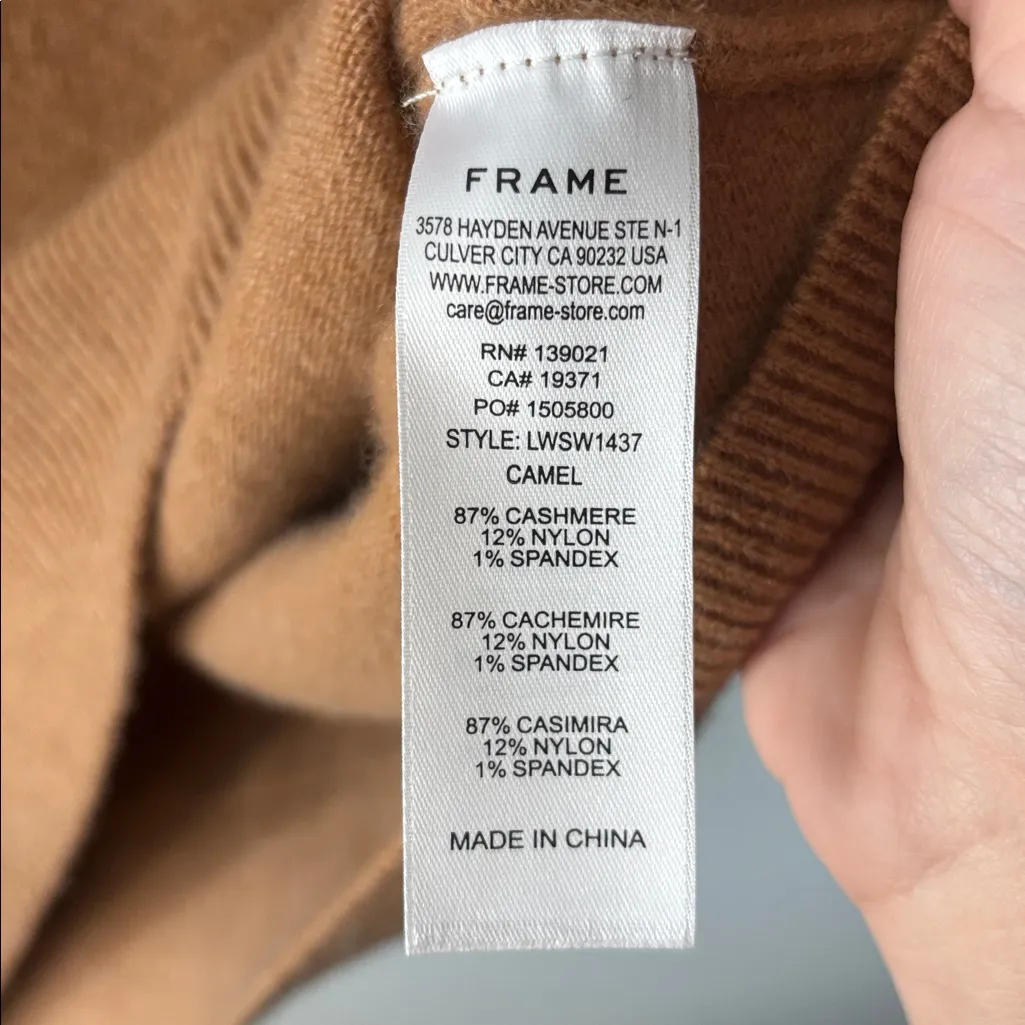 FRAME
3578 HAYDEN AVENUE STE N-1
CULVER CITY CA 90232 USA
WWW.FRAME-STORE.COM
care@frame-store.com
RN# 139021
CA# 19371
PO# 1505800
STYLE: LWSW1437
CAMEL
87% CASHMERE
12% NYLON
1% SPANDEX
87% CACHEMIRE
12% NYLON
1% SPANDEX
87% CASIMIRA
12% NYLON
1% SPANDEX
MADE IN CHINA